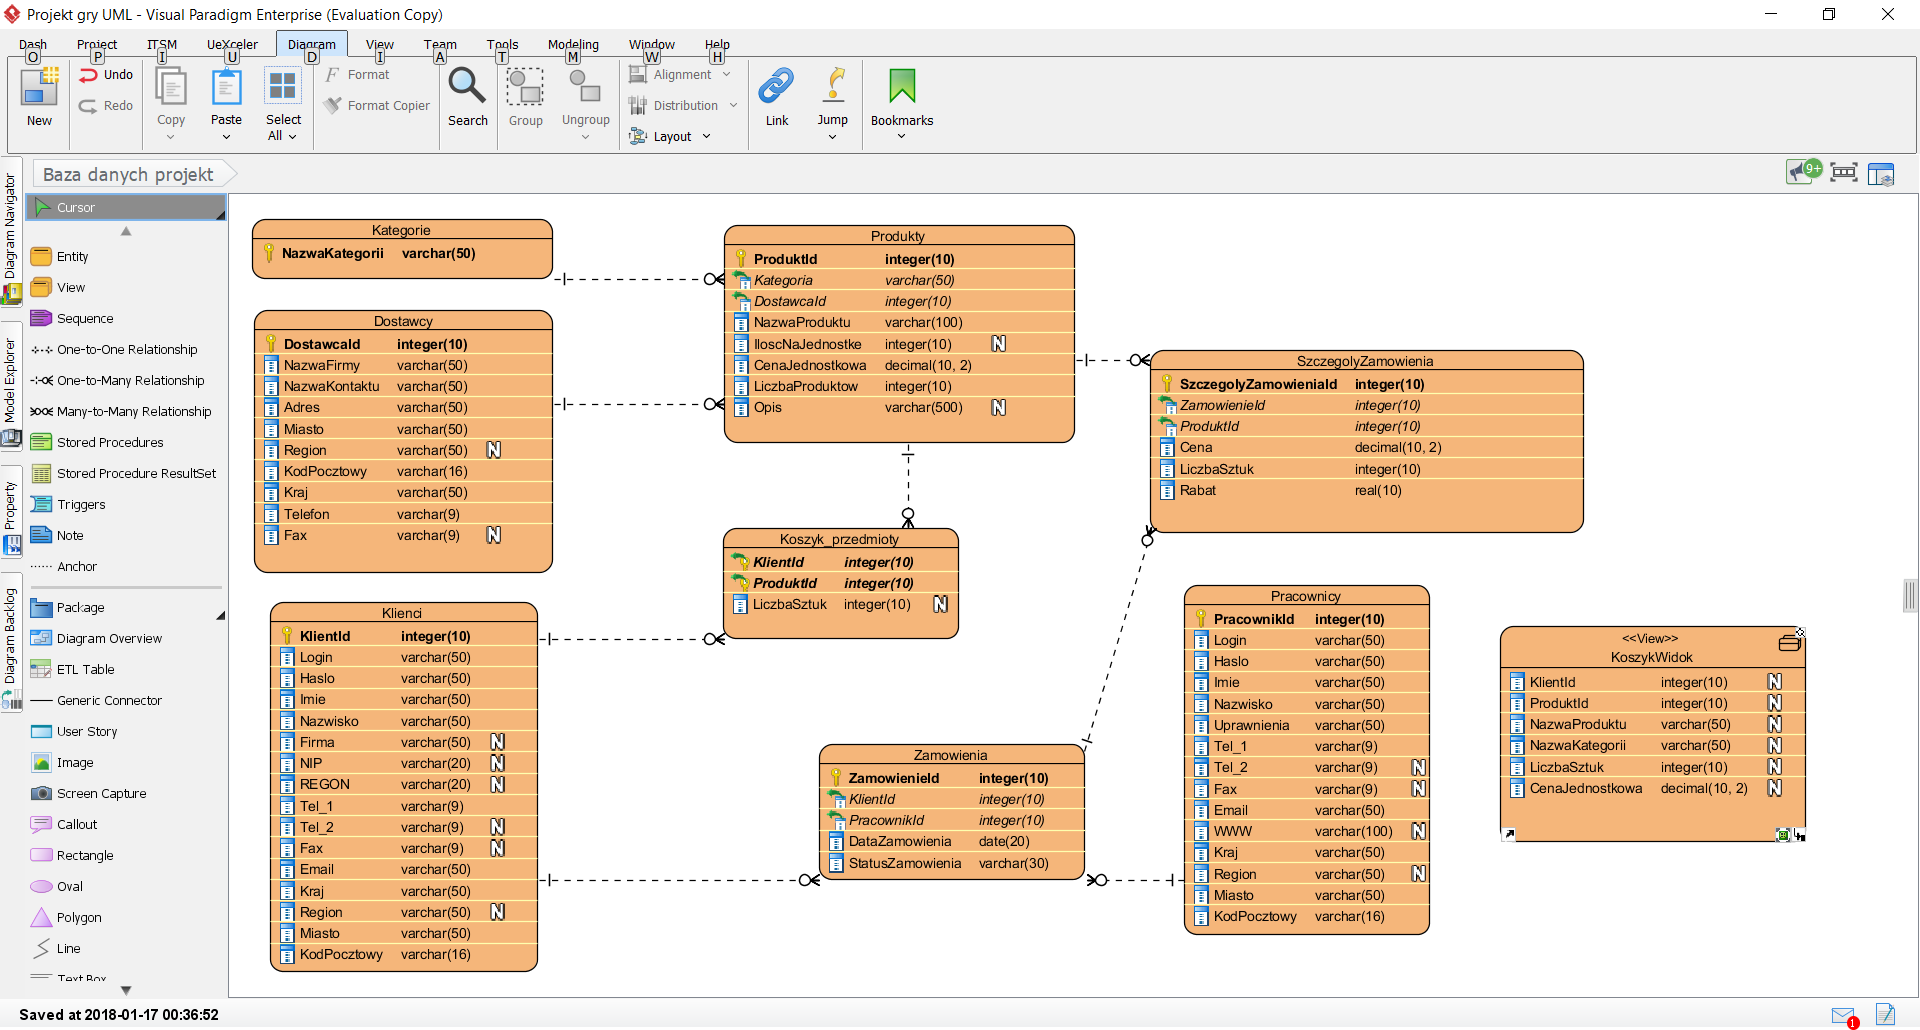 Projekt gry UML - Visual Paradigm Enterprise (Evaluation Copy)
Dash Project ITSM UeXceler Diagram View Team Tools Modeling Window Help
O P I U D I A T M W H
Undo Format Alignment
Redo Format Copier Distribution
New Copy Paste Select All Search Group Ungroup Layout Link Jump Bookmarks
Baza danych projekt
9+
Diagram Navigator
Model Explorer
Property
Diagram Backlog
Cursor
Entity
View
Sequence
One-to-One Relationship
One-to-Many Relationship
Many-to-Many Relationship
Stored Procedures
Stored Procedure ResultSet
Triggers
Note
Anchor
Package
Diagram Overview
ETL Table
Generic Connector
User Story
Image
Screen Capture
Callout
Rectangle
Oval
Polygon
Line
Text Box
Kategorie
NazwaKategorii varchar(50)
Dostawcy
DostawcaId integer(10)
NazwaFirmy varchar(50)
NazwaKontaktu varchar(50)
Adres varchar(50)
Miasto varchar(50)
Region varchar(50) N
KodPocztowy varchar(16)
Kraj varchar(50)
Telefon varchar(9)
Fax varchar(9) N
Klienci
KlientId integer(10)
Login varchar(50)
Haslo varchar(50)
Imie varchar(50)
Nazwisko varchar(50)
Firma varchar(50) N
NIP varchar(20) N
REGON varchar(20) N
Tel_1 varchar(9)
Tel_2 varchar(9) N
Fax varchar(9) N
Email varchar(50)
Kraj varchar(50)
Region varchar(50) N
Miasto varchar(50)
KodPocztowy varchar(16)
Produkty
ProduktId integer(10)
Kategoria varchar(50)
DostawcaId integer(10)
NazwaProduktu varchar(100)
IloscNaJednostke integer(10) N
CenaJednostkowa decimal(10, 2)
LiczbaProduktow integer(10)
Opis varchar(500) N
Koszyk_przedmioty
KlientId integer(10)
ProduktId integer(10)
LiczbaSztuk integer(10) N
Zamowienia
ZamowienieId integer(10)
KlientId integer(10)
PracownikId integer(10)
DataZamowienia date(20)
StatusZamowienia varchar(30)
SzczegolyZamowienia
SzczegolyZamowieniaId integer(10)
ZamowienieId integer(10)
ProduktId integer(10)
Cena decimal(10, 2)
LiczbaSztuk integer(10)
Rabat real(10)
Pracownicy
PracownikId integer(10)
Login varchar(50)
Haslo varchar(50)
Imie varchar(50)
Nazwisko varchar(50)
Uprawnienia varchar(50)
Tel_1 varchar(9)
Tel_2 varchar(9) N
Fax varchar(9) N
Email varchar(50)
WWW varchar(100) N
Kraj varchar(50)
Region varchar(50) N
Miasto varchar(50)
KodPocztowy varchar(16)
<<View>>
KoszykWidok
KlientId integer(10) N
ProduktId integer(10) N
NazwaProduktu varchar(50) N
NazwaKategorii varchar(50) N
LiczbaSztuk integer(10) N
CenaJednostkowa decimal(10, 2) N
Saved at 2018-01-17 00:36:52
1